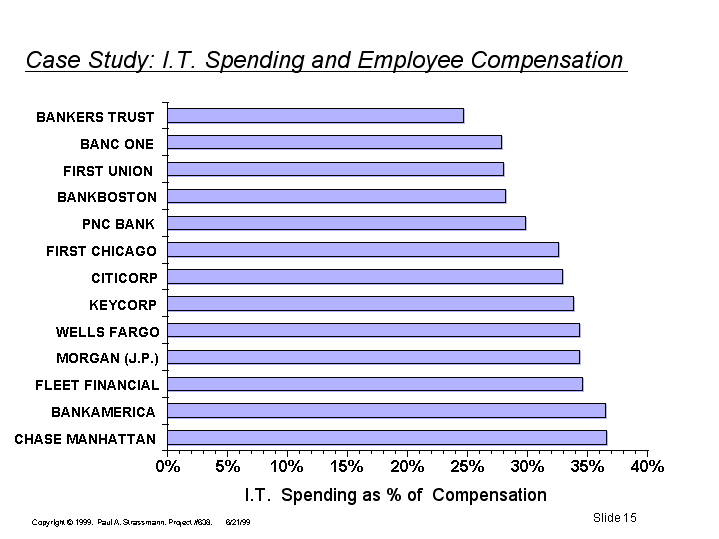 Case Study: I.T. Spending and Employee Compensation
BANKERS TRUST
BANC ONE
FIRST UNION
BANKBOSTON
PNC BANK
FIRST CHICAGO
CITICORP
KEYCORP
WELLS FARGO
MORGAN (J.P.)
FLEET FINANCIAL
BANKAMERICA
CHASE MANHATTAN
0% 5% 10% 15% 20% 25% 30% 35% 40%
I.T. Spending as % of Compensation
Copyright © 1999. Paul A. Strassmann. Project #638. 6/21/99
Slide 15